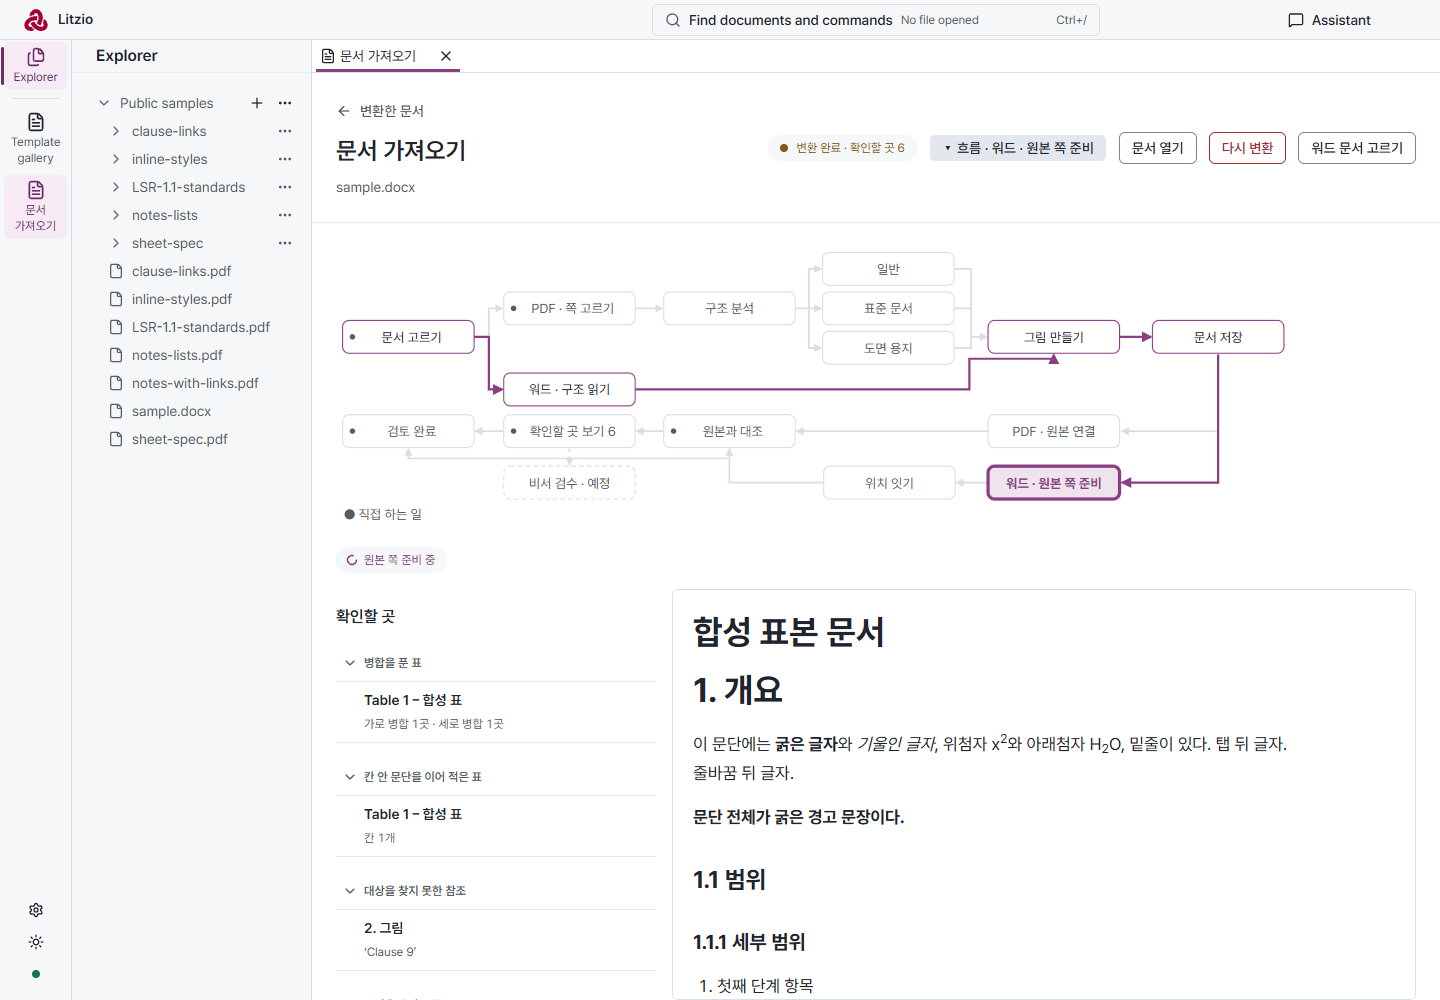 Litzio
Find documents and commands No file opened Ctrl+/
Assistant
Explorer
Template gallery
문서 가져오기
Explorer
Public samples
clause-links
inline-styles
LSR-1.1-standards
notes-lists
sheet-spec
clause-links.pdf
inline-styles.pdf
LSR-1.1-standards.pdf
notes-lists.pdf
notes-with-links.pdf
sample.docx
sheet-spec.pdf
문서 가져오기
변환한 문서
문서 가져오기
변환 완료 · 확인할 곳 6
흐름 · 워드 · 원본 쪽 준비
문서 열기
다시 변환
워드 문서 고르기
sample.docx
일반
PDF · 쪽 고르기
구조 분석
표준 문서
문서 고르기
도면 용지
그림 만들기
문서 저장
워드 · 구조 읽기
검토 완료
확인할 곳 보기 6
원본과 대조
PDF · 원본 연결
비서 검수 · 예정
위치 잇기
워드 · 원본 쪽 준비
직접 하는 일
원본 쪽 준비 중
확인할 곳
병합을 푼 표
Table 1 – 합성 표
가로 병합 1곳 · 세로 병합 1곳
칸 안 문단을 이어 적은 표
Table 1 – 합성 표
칸 1개
대상을 찾지 못한 참조
2. 그림
‘Clause 9’
합성 표본 문서
1. 개요
이 문단에는 굵은 글자와 기울인 글자, 위첨자 x²와 아래첨자 H₂O, 밑줄이 있다. 탭 뒤 글자.
줄바꿈 뒤 글자.
문단 전체가 굵은 경고 문장이다.
1.1 범위
1.1.1 세부 범위
1. 첫째 단계 항목